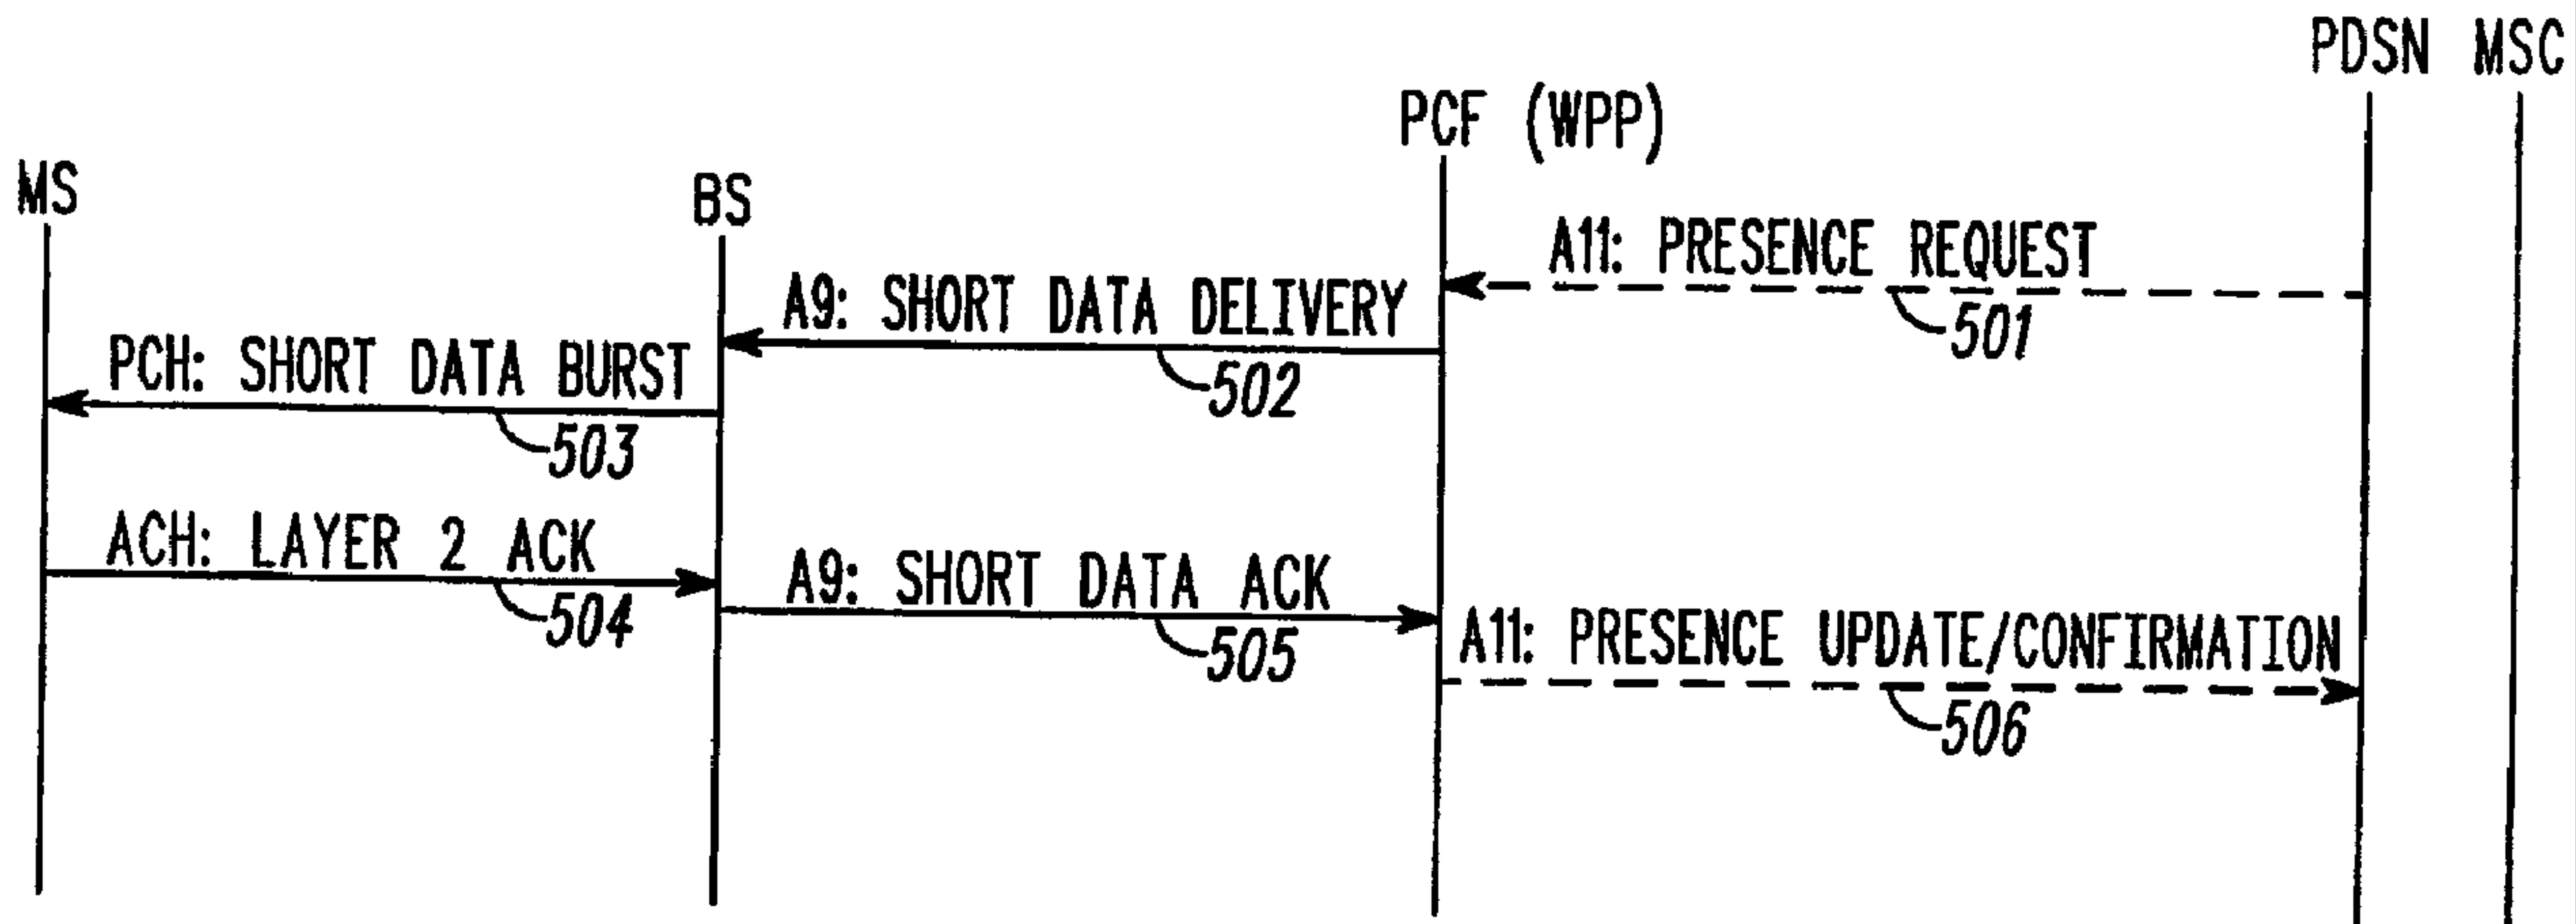 PDSN MSC
PCF (WPP)
MS
BS
A11: PRESENCE REQUEST
501
A9: SHORT DATA DELIVERY
502
PCH: SHORT DATA BURST
503
ACH: LAYER 2 ACK
504
A9: SHORT DATA ACK
505
A11: PRESENCE UPDATE/CONFIRMATION
506